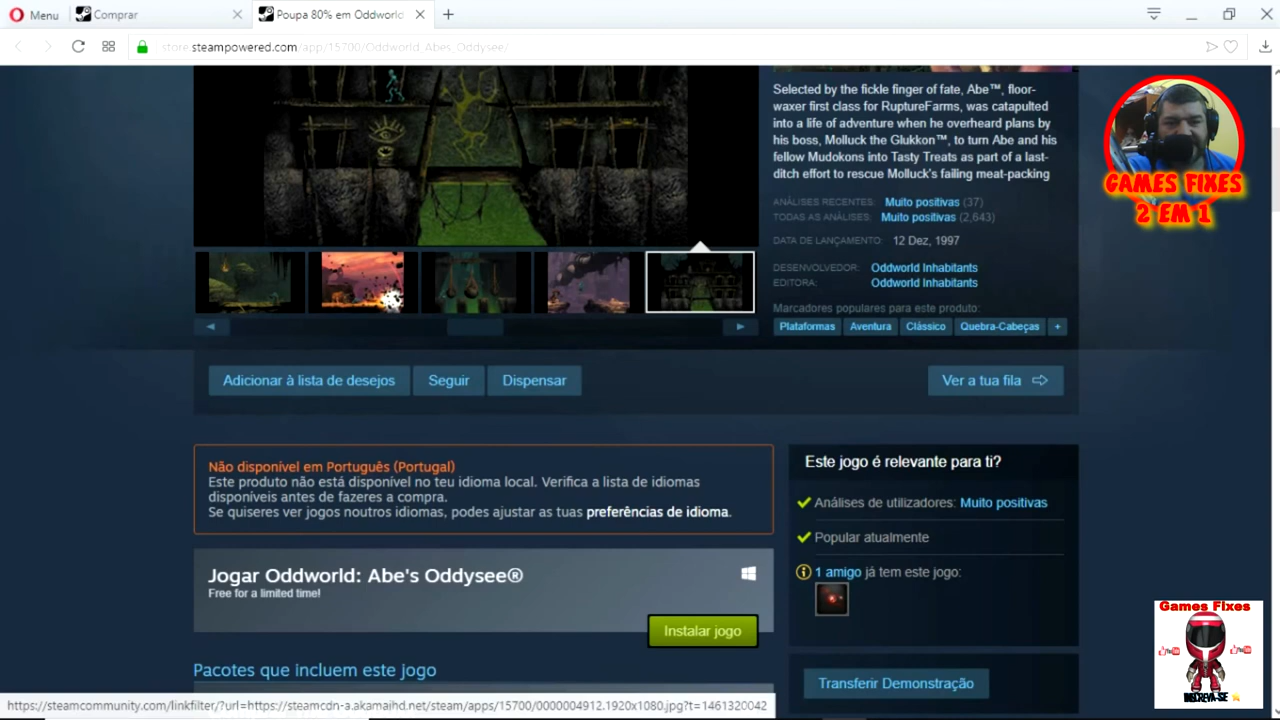 Menu
Comprar
Poupa 80% em Oddworld
store.steampowered.com/app/15700/Oddworld_Abes_Oddysee/
Selected by the fickle finger of fate, Abe™, floor-
waxer first class for RuptureFarms, was catapulted
into a life of adventure when he overheard plans by
his boss, Molluck the Glukkon™, to turn Abe and his
fellow Mudokons into Tasty Treats as part of a last-
ditch effort to rescue Molluck's failing meat-packing
ANÁLISES RECENTES: Muito positivas (37)
TODAS AS ANÁLISES: Muito positivas (2,643)
DATA DE LANÇAMENTO: 12 Dez, 1997
DESENVOLVEDOR: Oddworld Inhabitants
EDITORA: Oddworld Inhabitants
Marcadores populares para este produto:
Plataformas Aventura Clássico Quebra-Cabeças +
GAMES FIXES
2 EM 1
Adicionar à lista de desejos Seguir Dispensar Ver a tua fila
Não disponível em Português (Portugal)
Este produto não está disponível no teu idioma local. Verifica a lista de idiomas
disponíveis antes de fazeres a compra.
Se quiseres ver jogos noutros idiomas, podes ajustar as tuas preferências de idioma.
Este jogo é relevante para ti?
Análises de utilizadores: Muito positivas
Popular atualmente
1 amigo já tem este jogo:
Jogar Oddworld: Abe's Oddysee®
Free for a limited time!
Instalar jogo
Pacotes que incluem este jogo
Transferir Demonstração
Games Fixes
INSCREVA-SE
https://steamcommunity.com/linkfilter/?url=https://steamcdn-a.akamaihd.net/steam/apps/15700/0000004912.1920x1080.jpg?t=1461320042